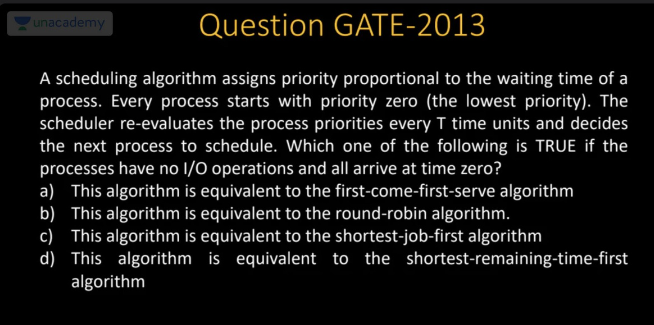 unacademy
Question GATE-2013
A scheduling algorithm assigns priority proportional to the waiting time of a
process. Every process starts with priority zero (the lowest priority). The
scheduler re-evaluates the process priorities every T time units and decides
the next process to schedule. Which one of the following is TRUE if the
processes have no I/O operations and all arrive at time zero?
a) This algorithm is equivalent to the first-come-first-serve algorithm
b) This algorithm is equivalent to the round-robin algorithm.
c) This algorithm is equivalent to the shortest-job-first algorithm
d) This algorithm is equivalent to the shortest-remaining-time-first
algorithm